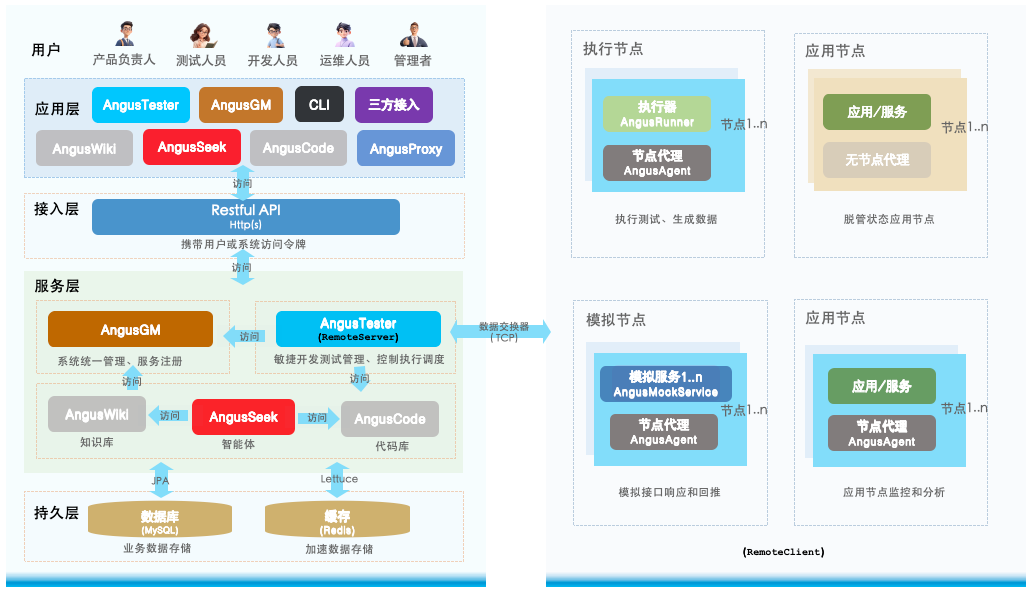 用户
产品负责人
测试人员
开发人员
运维人员
管理者
应用层
AngusTester
AngusGM
CLI
三方接入
AngusWiki
AngusSeek
AngusCode
AngusProxy
访问
接入层
Restful API
Http(s)
携带用户或系统访问令牌
访问
服务层
AngusGM
系统统一管理、服务注册
访问
AngusTester
(RemoteServer)
敏捷开发测试管理、控制执行调度
访问
访问
AngusWiki
知识库
访问
AngusSeek
智能体
访问
AngusCode
代码库
JPA
Lettuce
持久层
数据库
(MySQL)
业务数据存储
缓存
(Redis)
加速数据存储
数据交换器
(TCP)
执行节点
执行器
AngusRunner
节点代理
AngusAgent
节点1..n
执行测试、生成数据
应用节点
应用/服务
无节点代理
节点1..n
脱管状态应用节点
模拟节点
模拟服务1..n
AngusMockService
节点代理
AngusAgent
节点1..n
模拟接口响应和回推
应用节点
应用/服务
节点代理
AngusAgent
节点1..n
应用节点监控和分析
(RemoteClient)